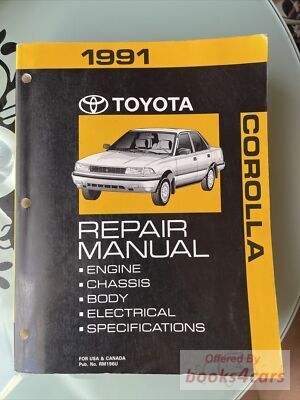 1991
TOYOTA
COROLLA
REPAIR
MANUAL
▪ ENGINE
▪ CHASSIS
▪ BODY
▪ ELECTRICAL
▪ SPECIFICATIONS
FOR USA & CANADA
Pub. No. RM196U
Offered By
books4cars